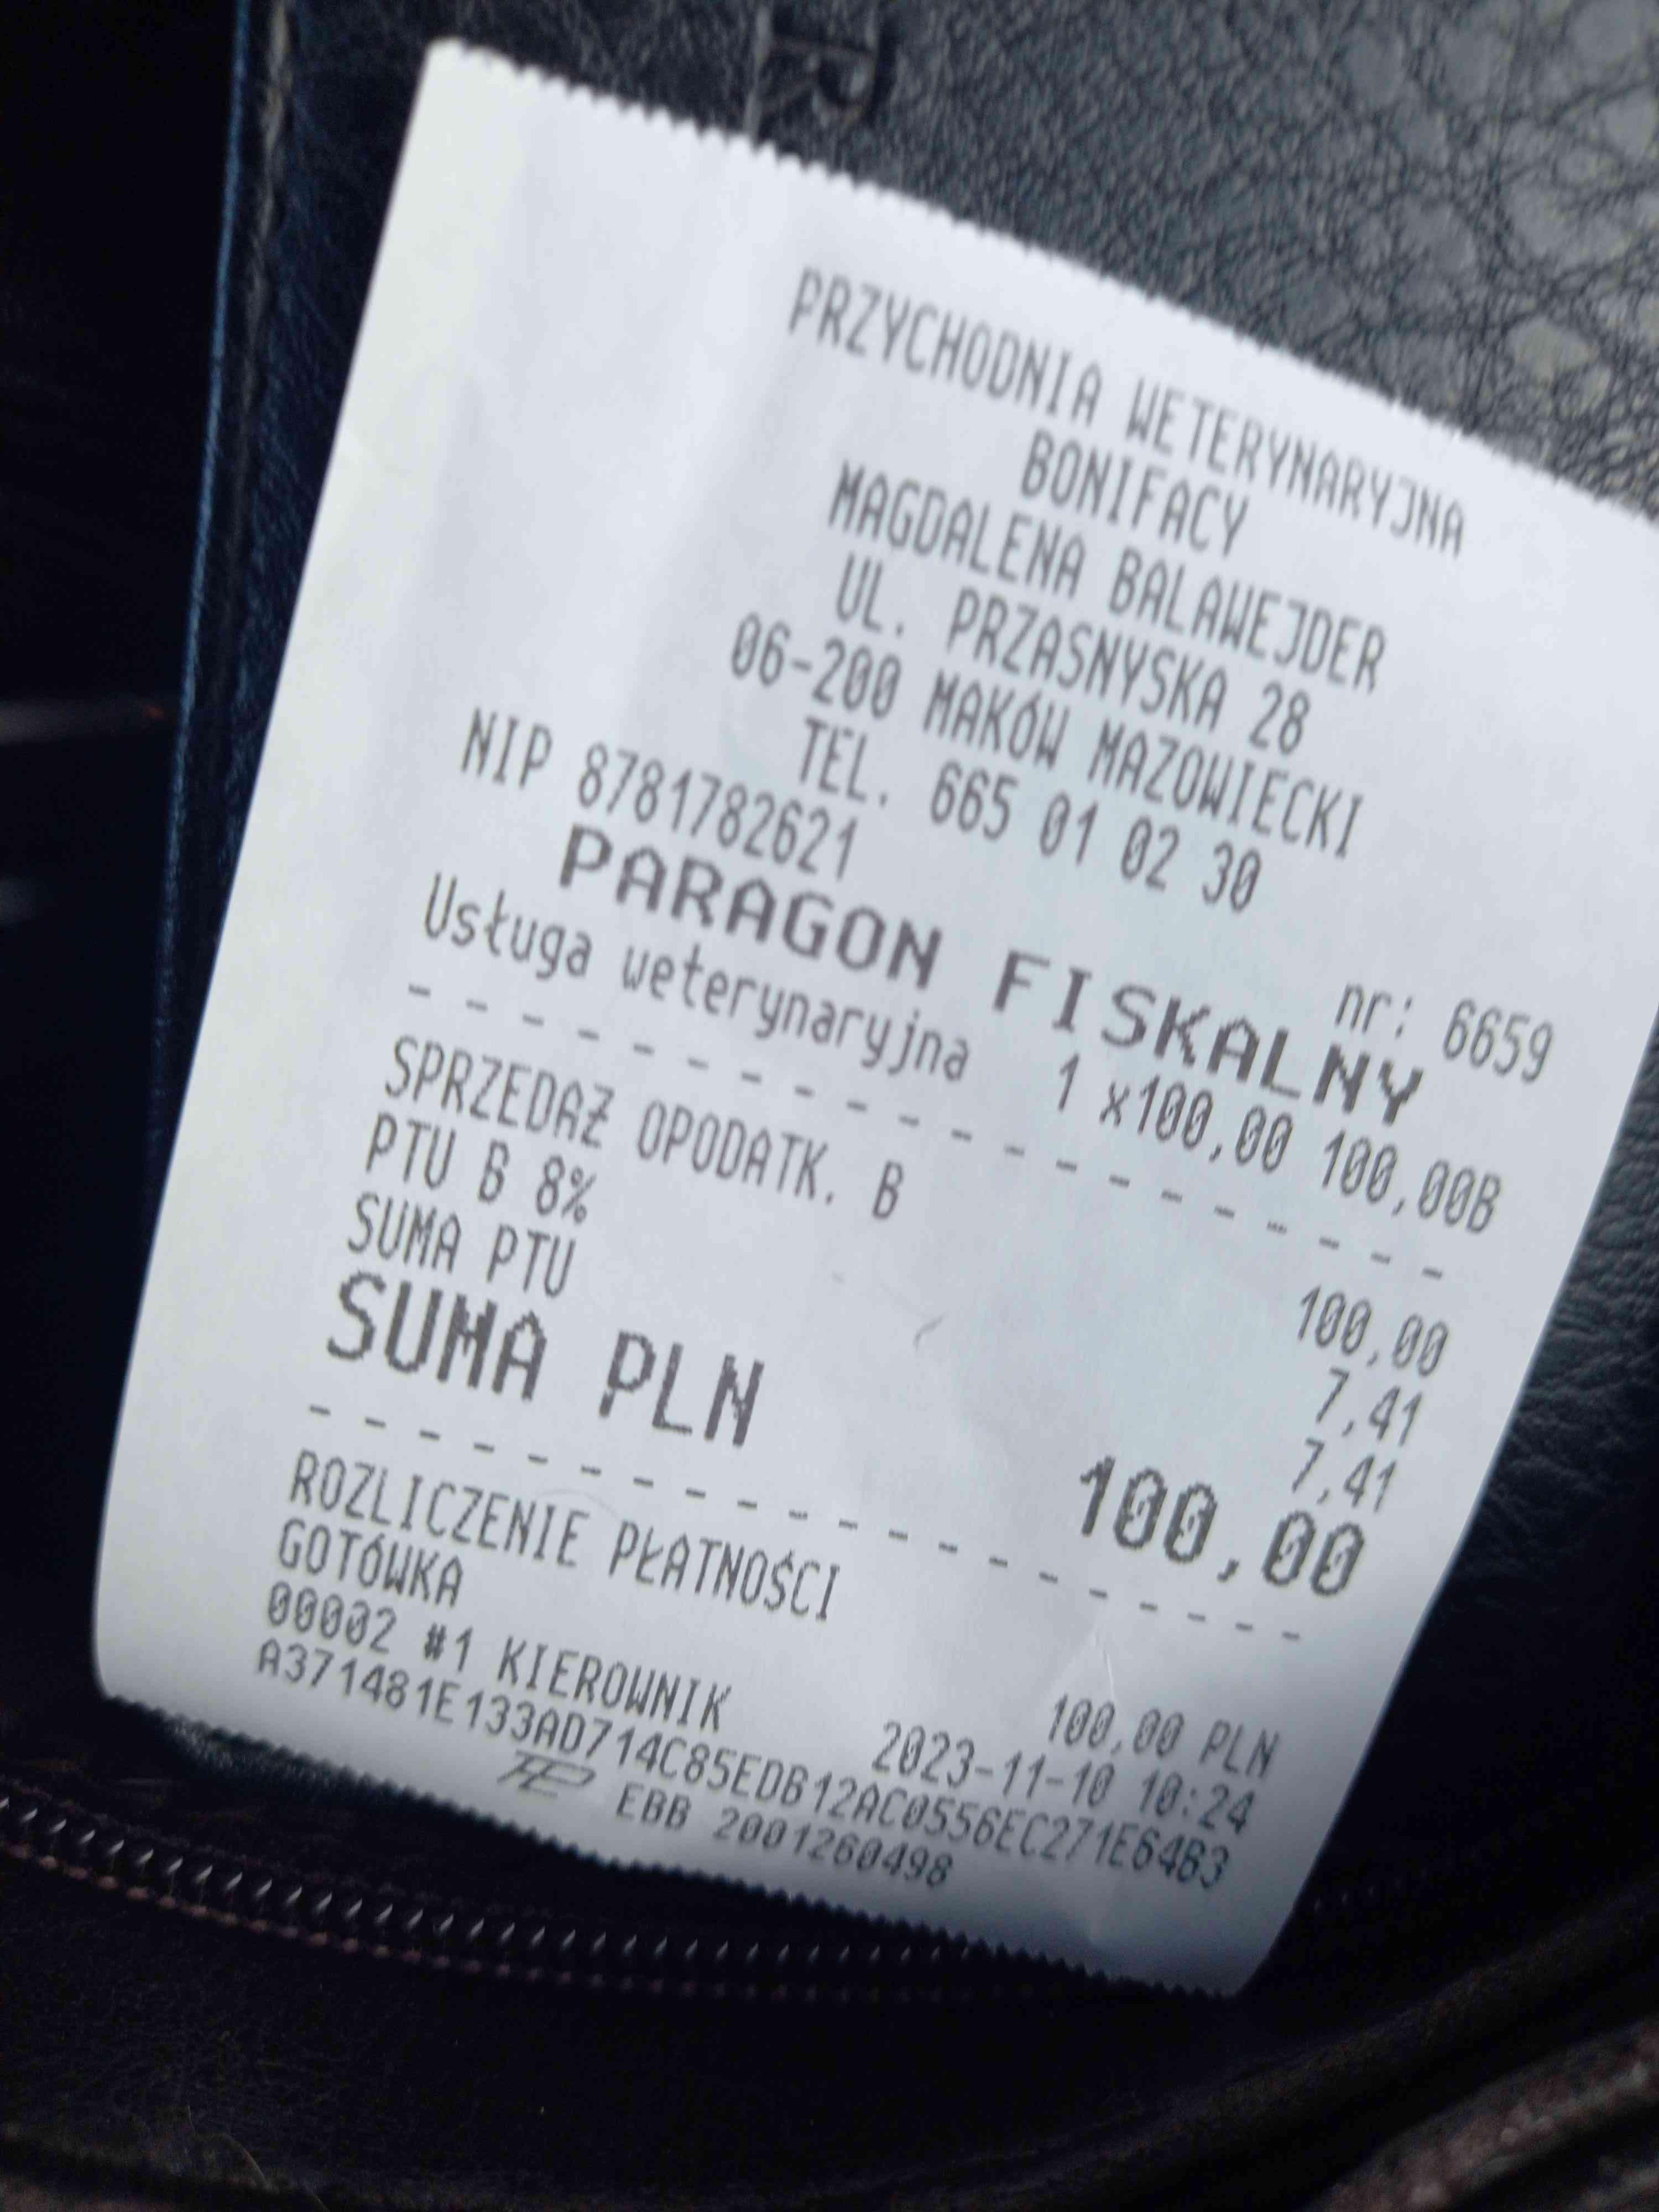 R
PRZYCHODNIA WETERYNARYJNA
BONIFACY
MAGDALENA BALAWEJDER
UL. PRZASNYSKA 28
06-200 MAKÓW MAZOWIECKI
TEL. 665 01 02 30
NIP 8781782621
nr: 6659
PARAGON FISKALNY
Usługa weterynaryjna 1 x100,00 100,00B
SPRZEDAŻ OPODATK. B 100,00
PTU B 8% 7,41
SUMA PTU 7,41
SUMA PLN 100,00
ROZLICZENIE PŁATNOŚCI
GOTÓWKA 100,00 PLN
00002 #1 KIEROWNIK 2023-11-10 10:24
A371481E133AD714C85EDB12AC0556EC271E64B3
EBB 2001260498